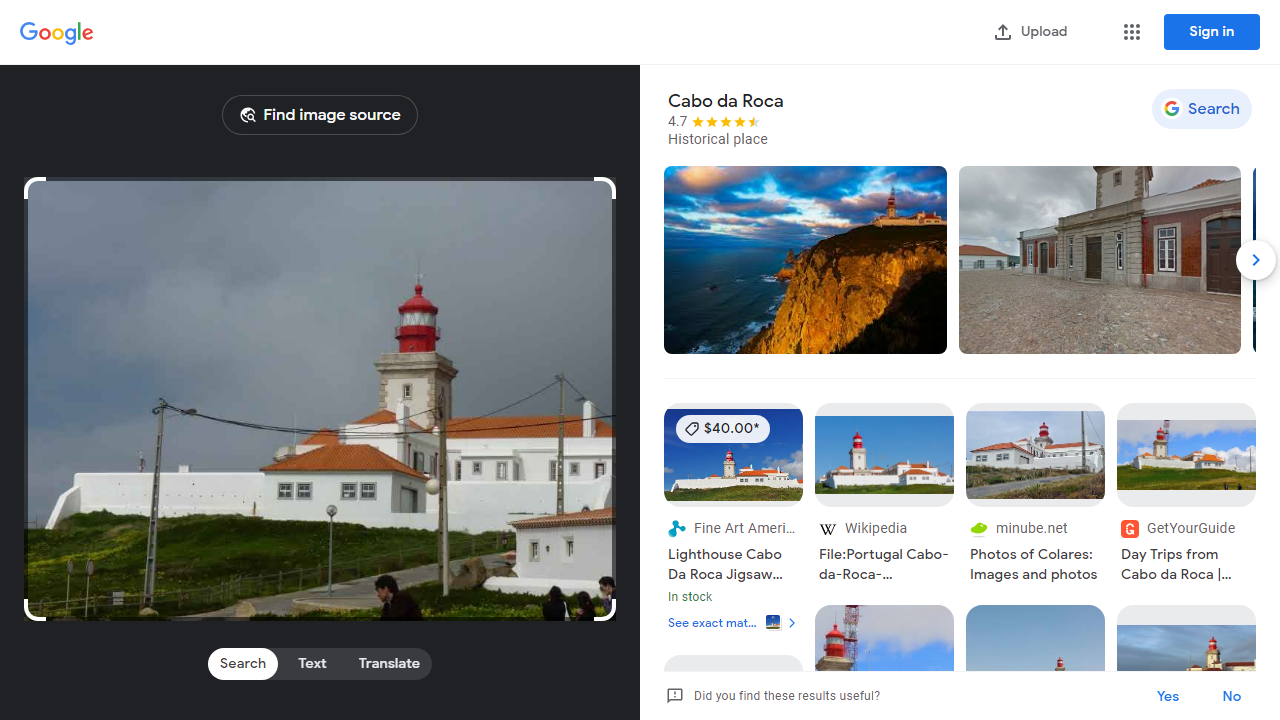 Google
Upload
Sign in
Find image source
Search
Text
Translate
Cabo da Roca
4.7
Historical place
Search
$40.00*
Fine Art Ameri...
Lighthouse Cabo
Da Roca Jigsaw...
In stock
See exact mat...
Wikipedia
File:Portugal Cabo-
da-Roca-...
minube.net
Photos of Colares:
Images and photos
GetYourGuide
Day Trips from
Cabo da Roca |...
Did you find these results useful?
Yes
No